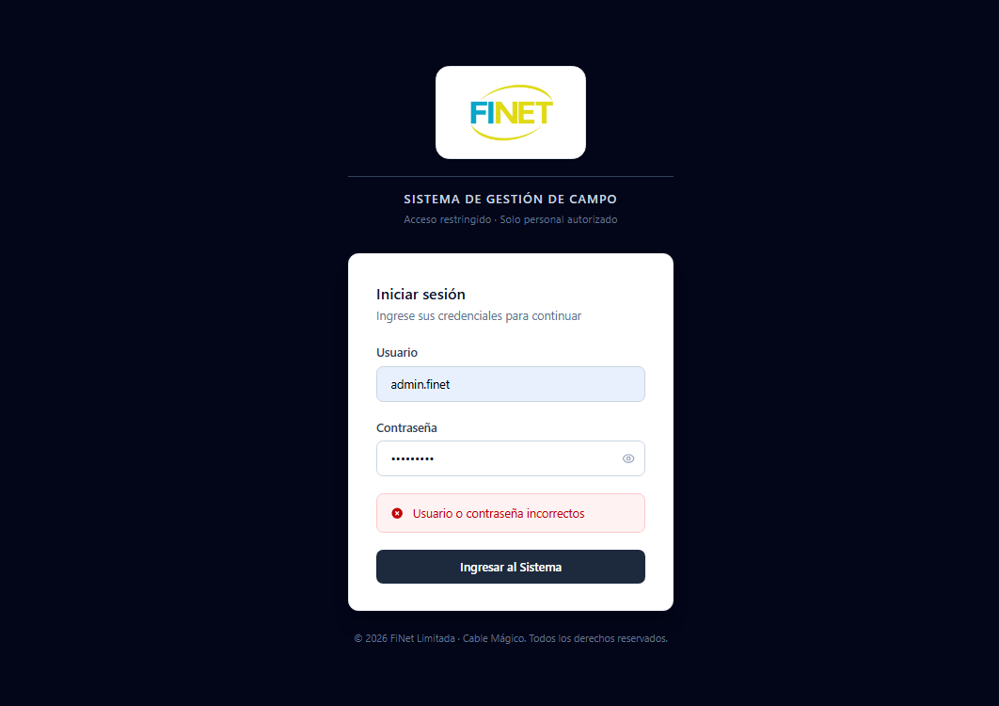 FINET
SISTEMA DE GESTIÓN DE CAMPO
Acceso restringido · Solo personal autorizado
Iniciar sesión
Ingrese sus credenciales para continuar
Usuario
admin.finet
Contraseña
•••••••••
Usuario o contraseña incorrectos
Ingresar al Sistema
© 2026 FiNet Limitada · Cable Mágico. Todos los derechos reservados.